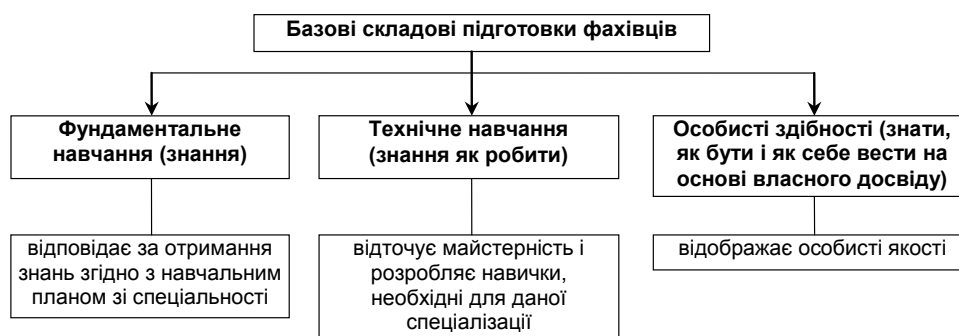 Базові складові підготовки фахівців
Фундаментальне
навчання (знання)
Технічне навчання
(знання як робити)
Особисті здібності (знати,
як бути і як себе вести на
основі власного досвіду)
відповідає за отримання
знань згідно з навчальним
планом зі спеціальності
відточує майстерність і
розробляє навички,
необхідні для даної
спеціалізації
відображає особисті якості